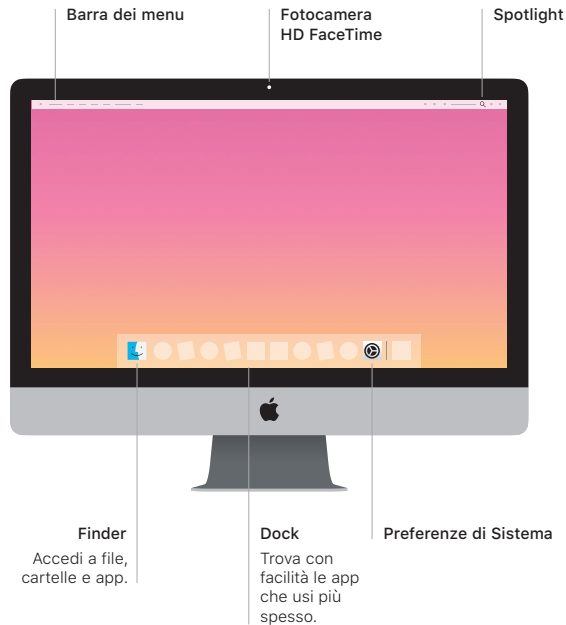 Barra dei menu
Fotocamera
HD FaceTime
Spotlight
Finder
Accedi a file,
cartelle e app.
Dock
Trova con
facilità le app
che usi più
spesso.
Preferenze di Sistema